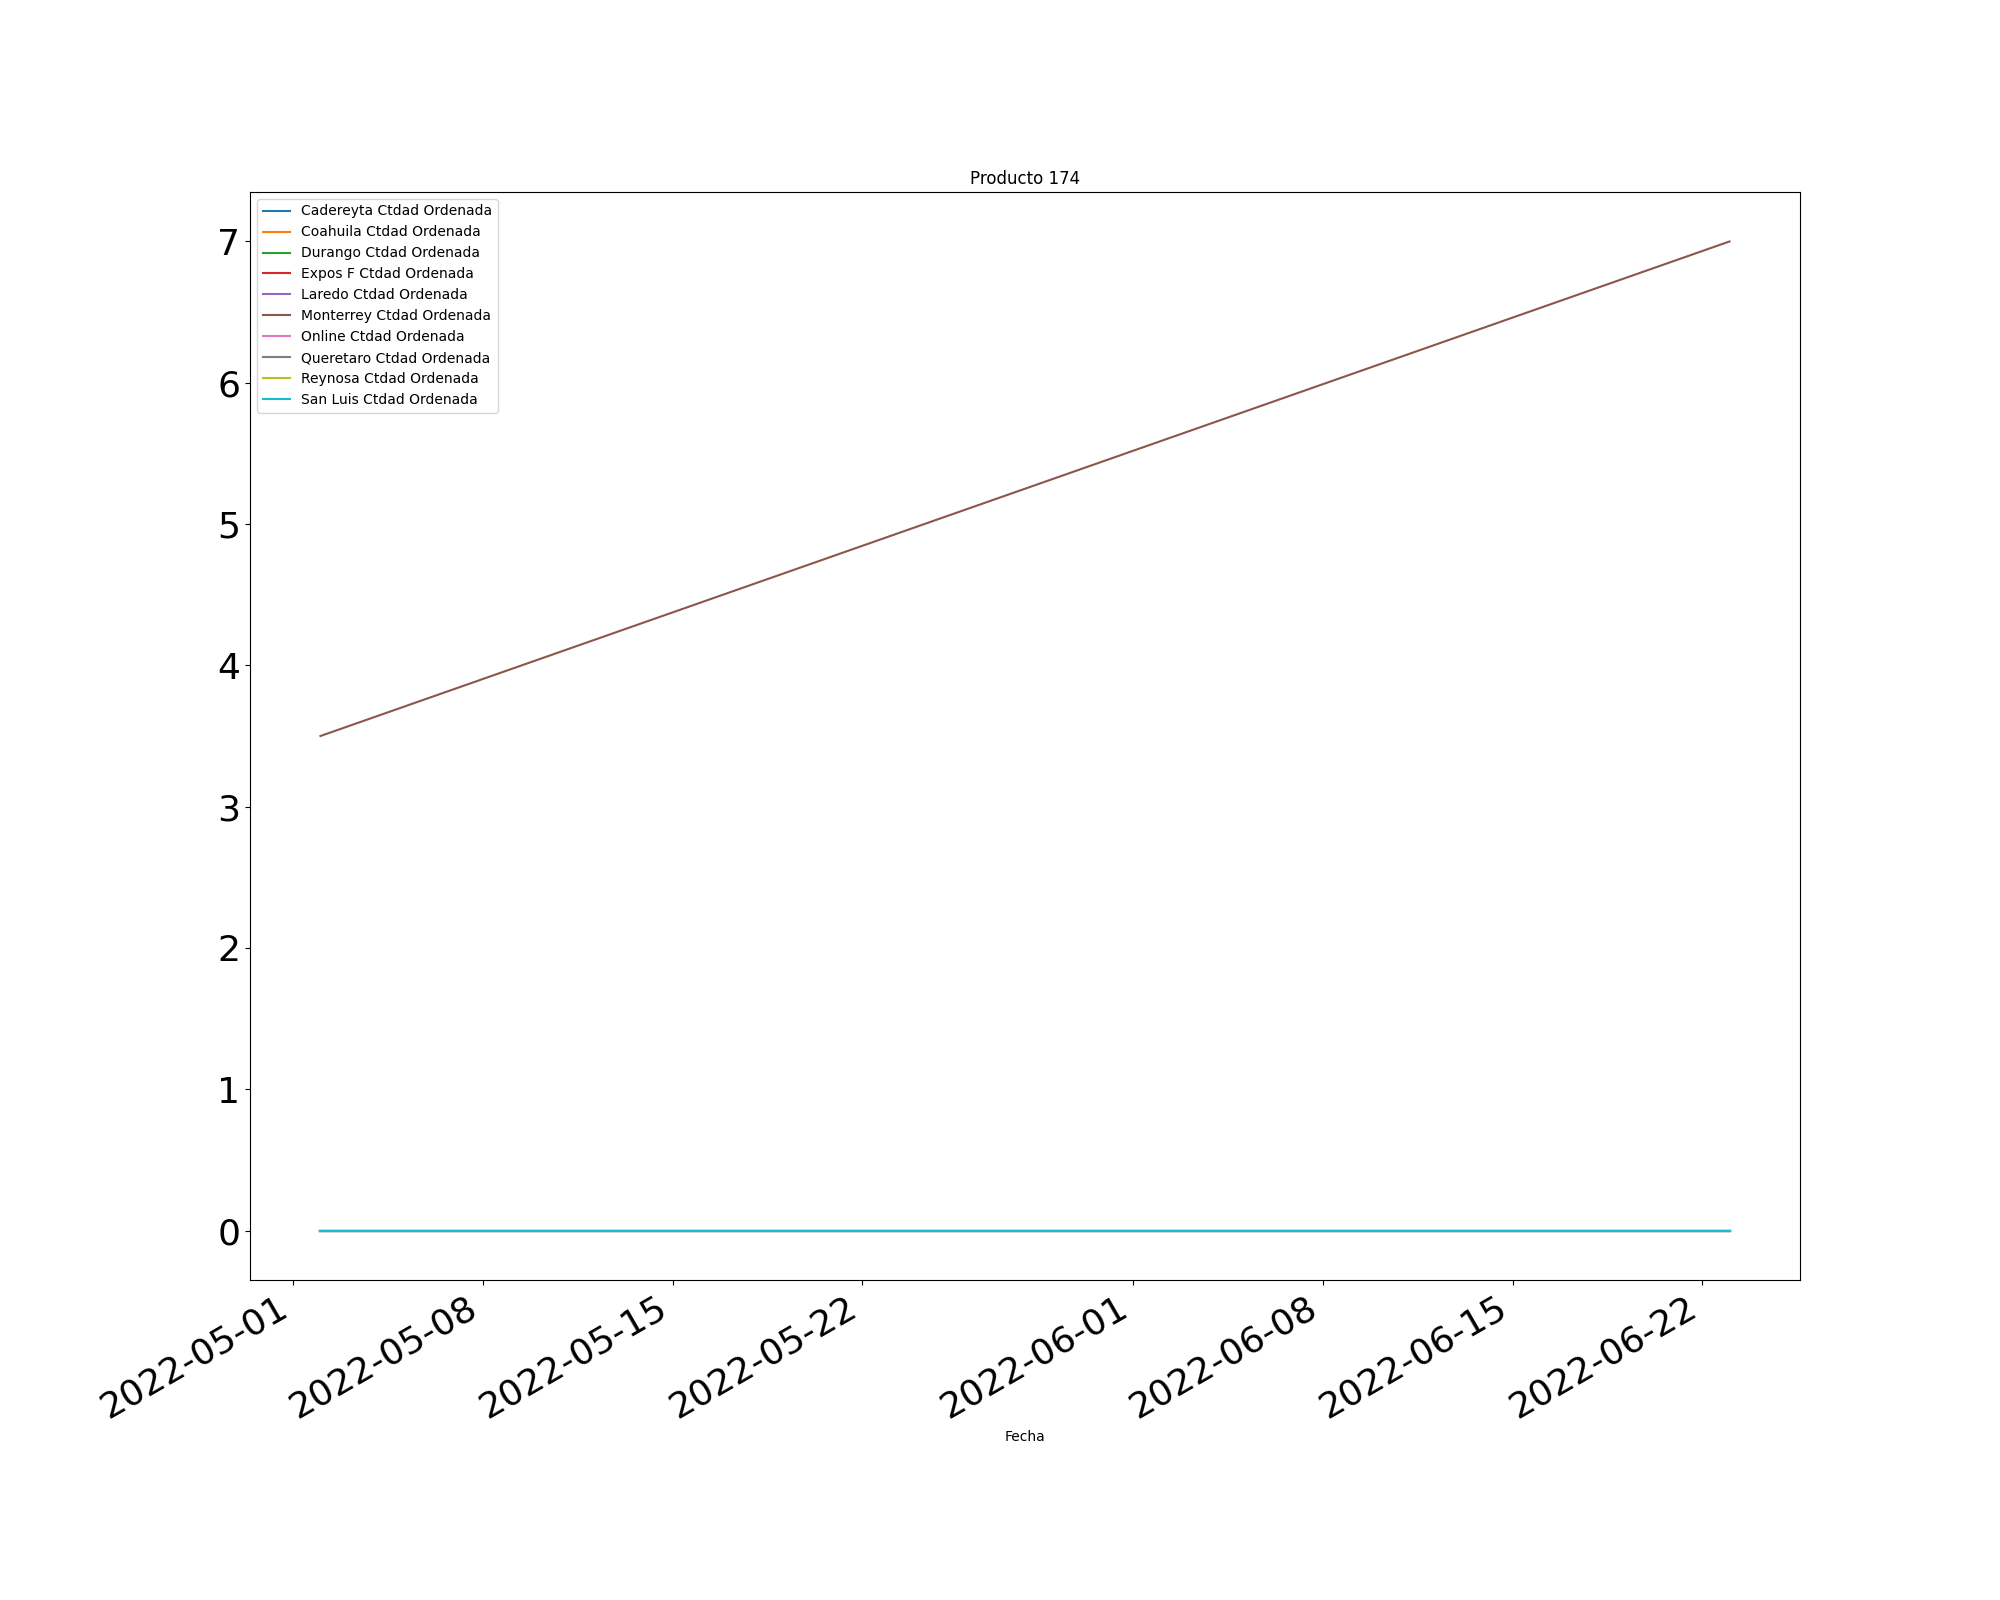 Producto 174
Cadereyta Ctdad Ordenada
Coahuila Ctdad Ordenada
Durango Ctdad Ordenada
Expos F Ctdad Ordenada
Laredo Ctdad Ordenada
Monterrey Ctdad Ordenada
Online Ctdad Ordenada
Queretaro Ctdad Ordenada
Reynosa Ctdad Ordenada
San Luis Ctdad Ordenada
7
6
5
4
3
2
1
0
2022-05-01
2022-05-08
2022-05-15
2022-05-22
2022-06-01
2022-06-08
2022-06-15
2022-06-22
Fecha